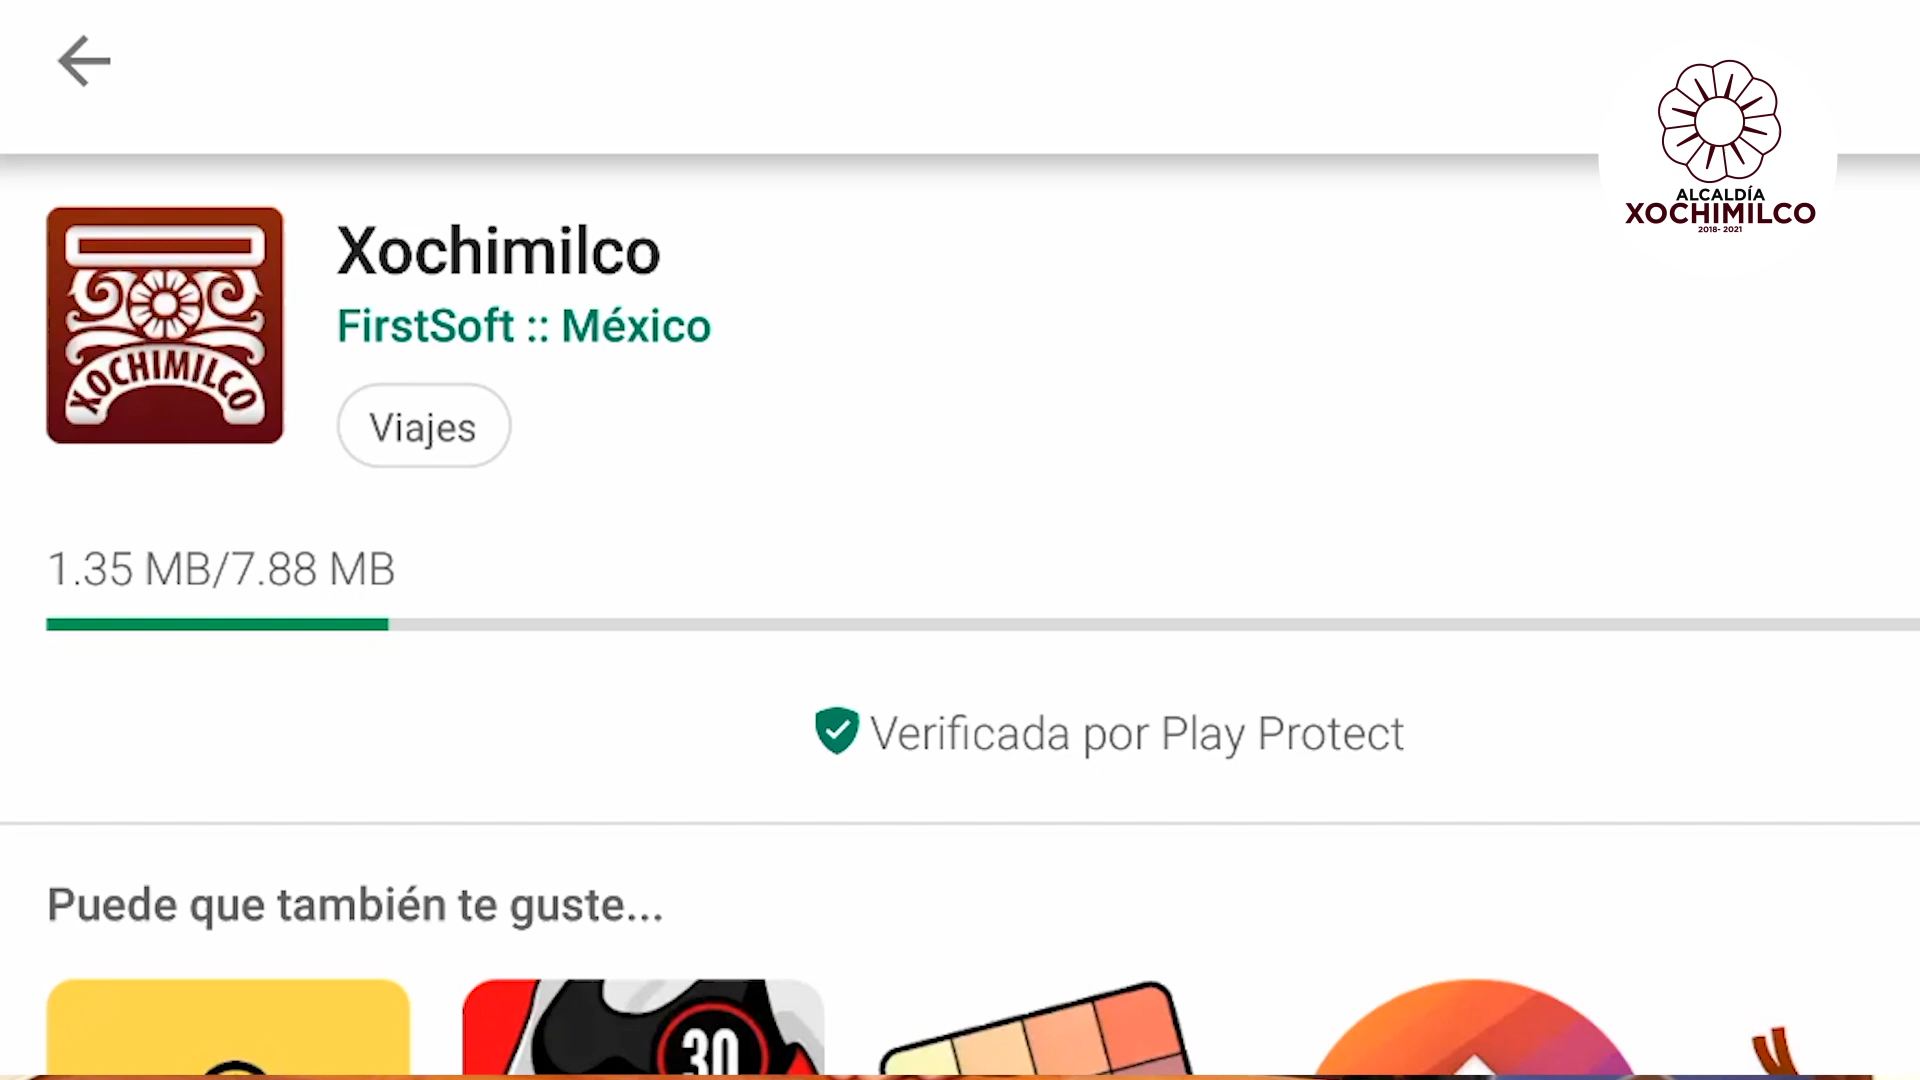 ALCALDÍA
XOCHIMILCO
2018- 2021
XOCHIMILCO
Xochimilco
FirstSoft :: México
Viajes
1.35 MB/7.88 MB
Verificada por Play Protect
Puede que también te guste...
30